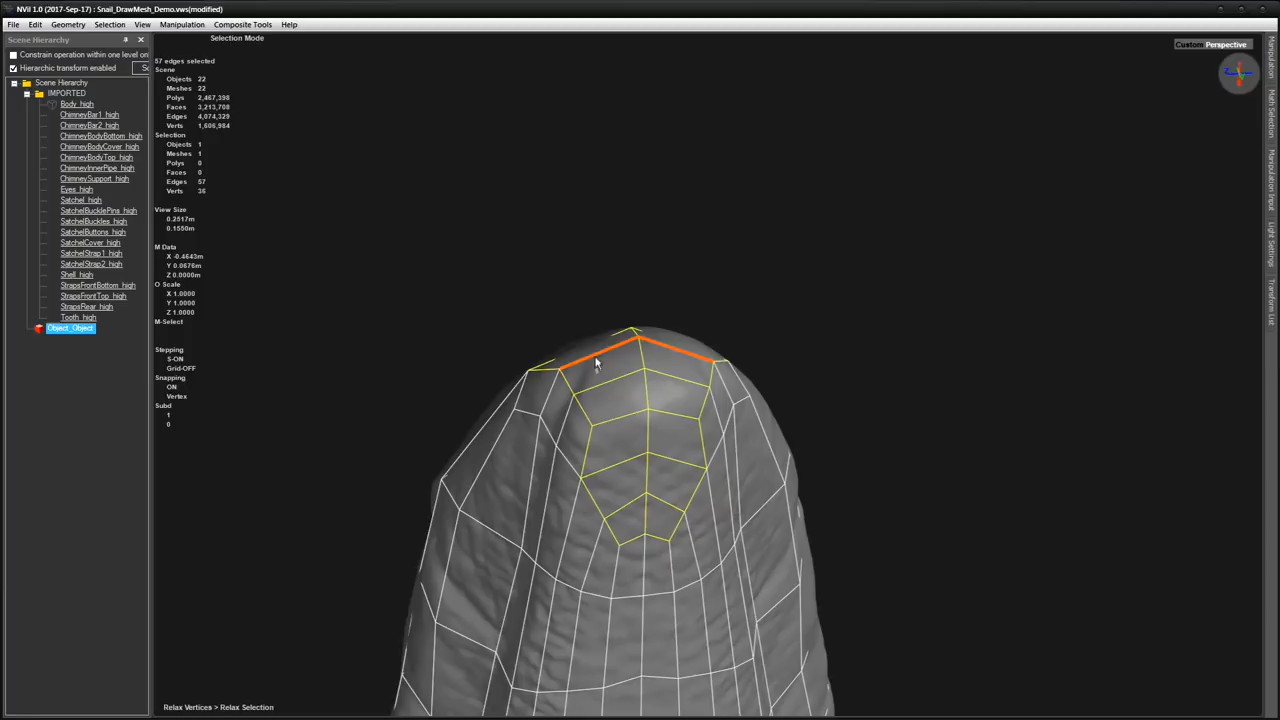 NVil 1.0 (2017-Sep-17) : Snail_DrawMesh_Demo.vws(modified)
File Edit Geometry Selection View Manipulation Composite Tools Help
Scene Hierarchy
Selection Mode
Custom Perspective
Constrain operation within one level on
Hierarchic transform enabled
Sc
Scene Hierarchy
IMPORTED
Body_high
ChimneyBar1_high
ChimneyBar2_high
ChimneyBodyBottom_high
ChimneyBodyCover_high
ChimneyBodyTop_high
ChimneyInnerPipe_high
ChimneySupport_high
Eyes_high
Satchel_high
SatchelBucklePins_high
SatchelBuckles_high
SatchelButtons_high
SatchelCover_high
SatchelStrap1_high
SatchelStrap2_high
Shell_high
StrapsFrontBottom_high
StrapsFrontTop_high
StrapsRear_high
Tooth_high
Object_Object
57 edges selected
Scene
Objects 22
Meshes 22
Polys 2,467,398
Faces 3,213,708
Edges 4,074,329
Verts 1,606,984
Selection
Objects 1
Meshes 1
Polys 0
Faces 0
Edges 57
Verts 36
View Size
0.2517m
0.1550m
M Data
X -0.4643m
Y 0.0676m
Z 0.0000m
O Scale
X 1.0000
Y 1.0000
Z 1.0000
M-Select
Stepping
S-ON
Grid-OFF
Snapping
ON
Vertex
Subd
1
0
Relax Vertices > Relax Selection
Manipulation
Math Selection
Manipulation Input
Light Settings
Transform List